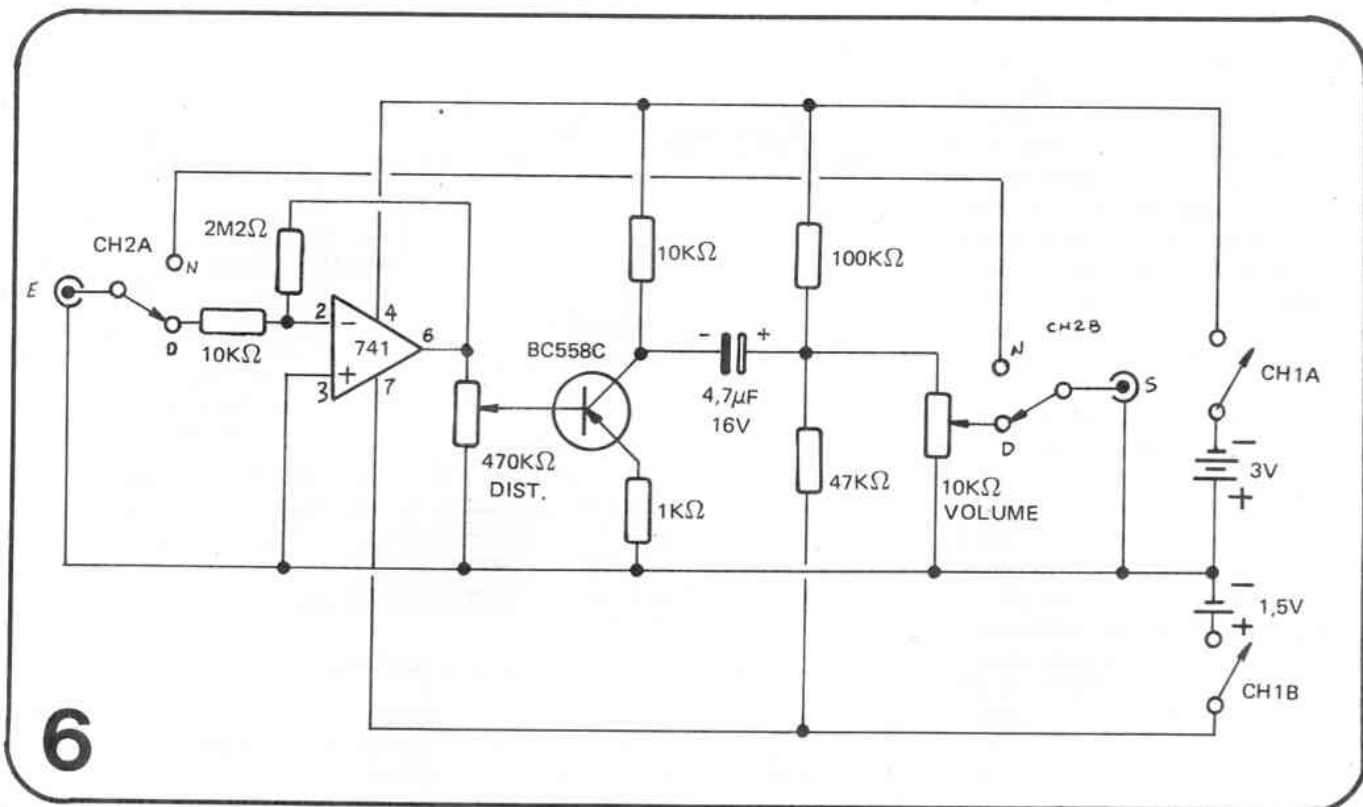 2M2Ω
10KΩ
100KΩ
CH2A
N
E
D
10KΩ
2
-
4
741
6
3
+
7
BC558C
-
+
4,7µF
16V
CH2B
N
S
D
CH1A
-
3V
+
470KΩ
DIST.
1KΩ
47KΩ
10KΩ
VOLUME
-
1,5V
+
CH1B
6